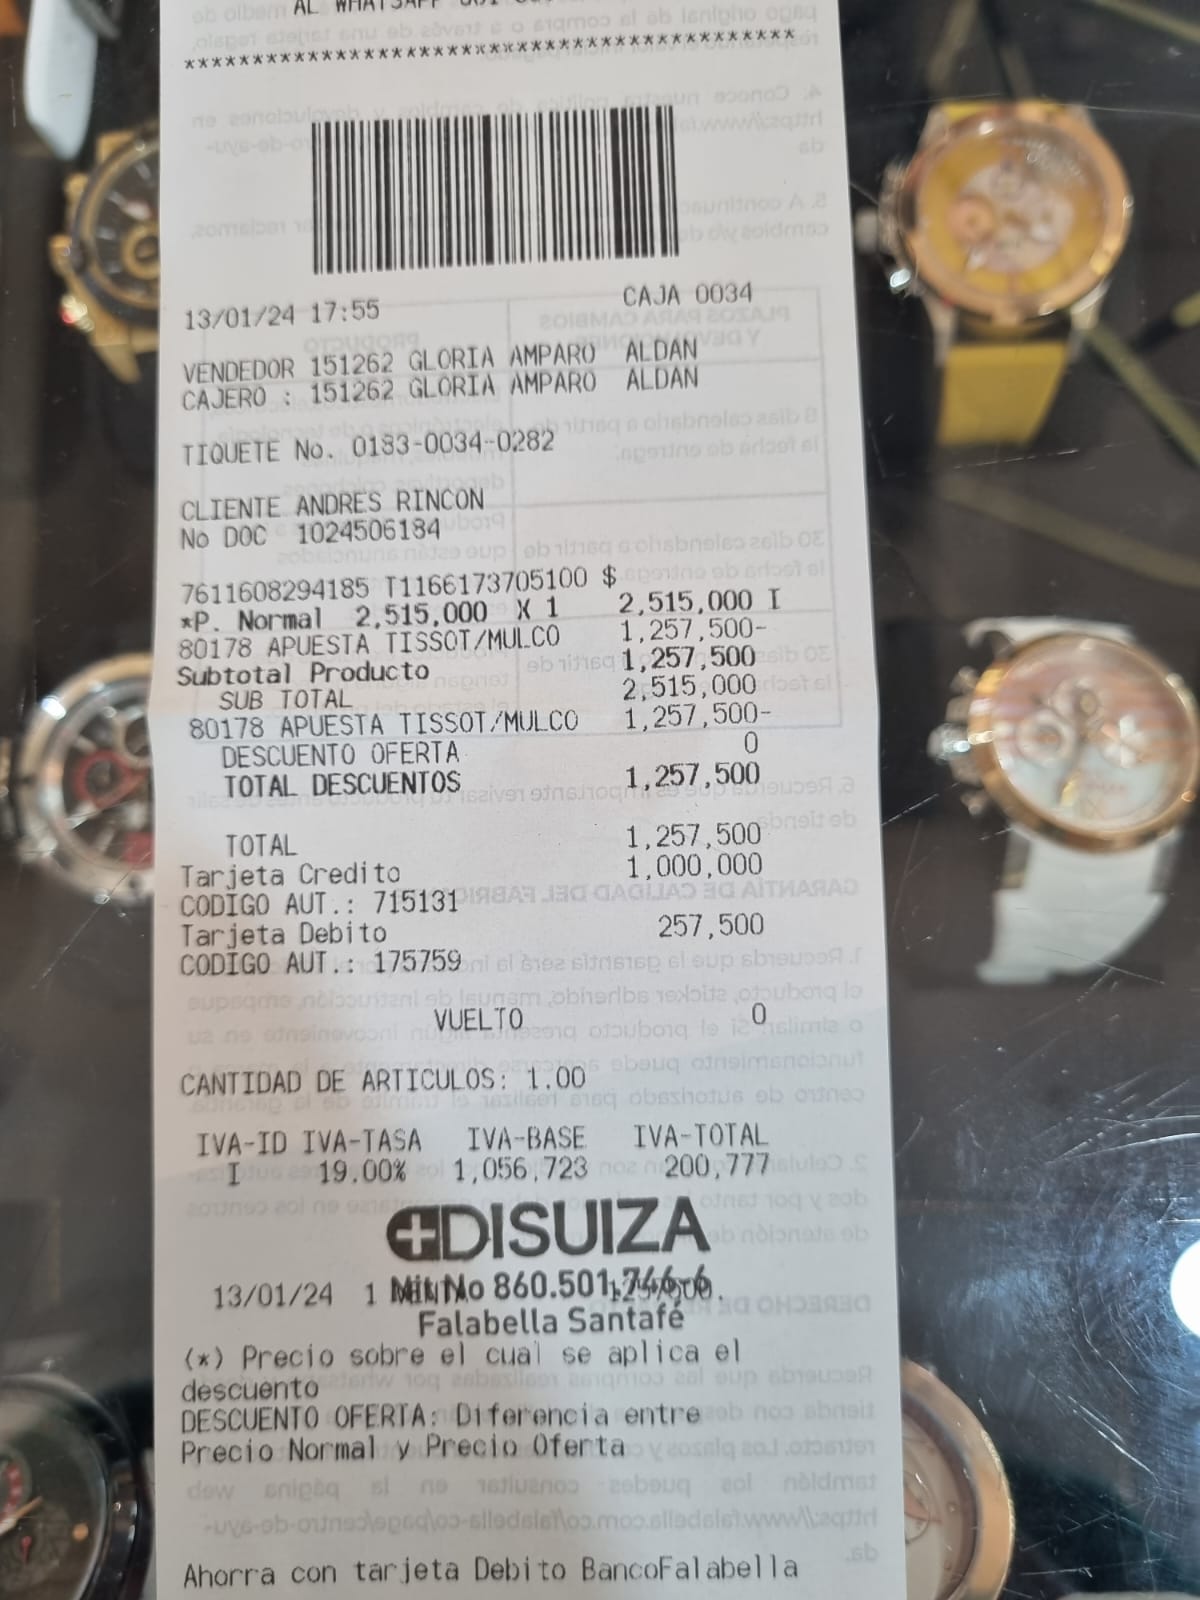 AL WHATSAPP
****************************************
13/01/24 17:55 CAJA 0034
VENDEDOR 151262 GLORIA AMPARO ALDAN
CAJERO : 151262 GLORIA AMPARO ALDAN
TIQUETE No. 0183-0034-0282
CLIENTE ANDRES RINCON
No DOC 1024506184
7611608294185 T1166173705100 $
*P. Normal 2,515,000 X 1 2,515,000 I
80178 APUESTA TISSOT/MULCO 1,257,500-
Subtotal Producto 1,257,500
SUB TOTAL 2,515,000
80178 APUESTA TISSOT/MULCO 1,257,500-
DESCUENTO OFERTA 0
TOTAL DESCUENTOS 1,257,500
TOTAL 1,257,500
Tarjeta Credito 1,000,000
CODIGO AUT.: 715131
Tarjeta Debito 257,500
CODIGO AUT.: 175759
VUELTO 0
CANTIDAD DE ARTICULOS: 1.00
IVA-ID IVA-TASA IVA-BASE IVA-TOTAL
I 19.00% 1,056,723 200,777
DISUIZA
13/01/24 1 Nit. No 860.501.
Falabella Santafé
(*) Precio sobre el cual se aplica el
descuento
DESCUENTO OFERTA: Diferencia entre
Precio Normal y Precio Oferta
Ahorra con tarjeta Debito BancoFalabella